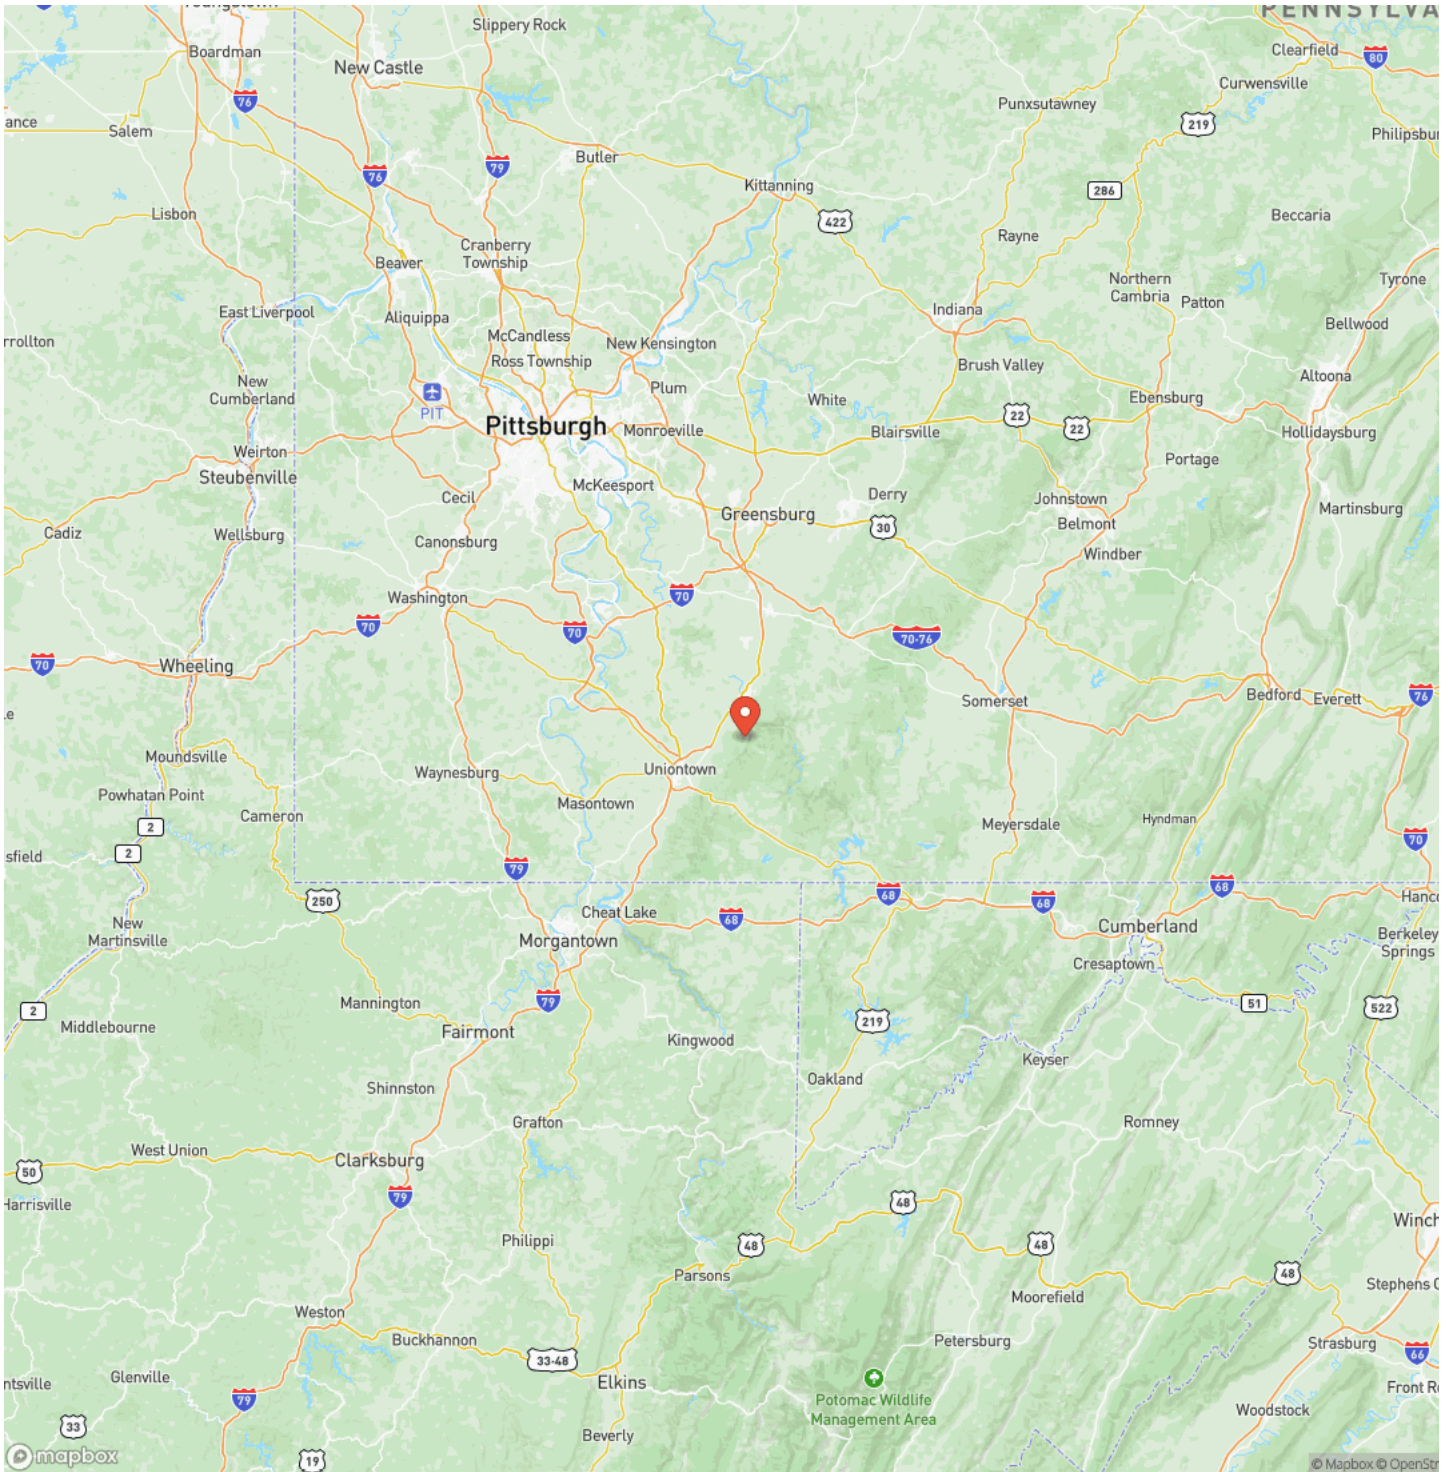 Youngstown
PENNSYLVA
Slippery Rock
Boardman
Clearfield
80
New Castle
Curwensville
76
Punxsutawney
ance
Salem
219
Philipsbur
Butler
79
76
Kittanning
286
Lisbon
422
Beccaria
Rayne
Cranberry
Township
Beaver
Northern
Cambria
Tyrone
Patton
East Liverpool
Aliquippa
Indiana
Bellwood
McCandless
New Kensington
rrollton
Ross Township
Brush Valley
Altoona
New
Cumberland
Plum
PIT
White
Ebensburg
22
22
Pittsburgh
Monroeville
Blairsville
Hollidaysburg
Weirton
Portage
Steubenville
McKeesport
Cecil
Derry
Johnstown
Martinsburg
Greensburg
Belmont
30
Cadiz
Wellsburg
Canonsburg
Windber
Washington
70
70
70
70-76
70
Wheeling
Bedford
Everett
76
Somerset
.e
Moundsville
Uniontown
Waynesburg
Powhatan Point
Masontown
Cameron
Meyersdale
Hyndman
2
70
2
sfield
79
68
68
Hanco
250
68
68
New
Martinsville
Cheat Lake
Cumberland
Morgantown
Berkeley
Springs
Cresaptown
79
Mannington
51
2
522
Middlebourne
219
Fairmont
Kingwood
Keyser
Oakland
Shinnston
Grafton
Romney
West Union
Clarksburg
50
79
48
Harrisville
Winch
Philippi
48
48
48
Parsons
Stephens C
Moorefield
Weston
Buckhannon
Petersburg
Strasburg
66
33-48
Glenville
ntsville
Elkins
Front Ro
79
Potomac Wildlife
Management Area
Woodstock
33
Beverly
mapbox
19
© Mapbox © OpenStr